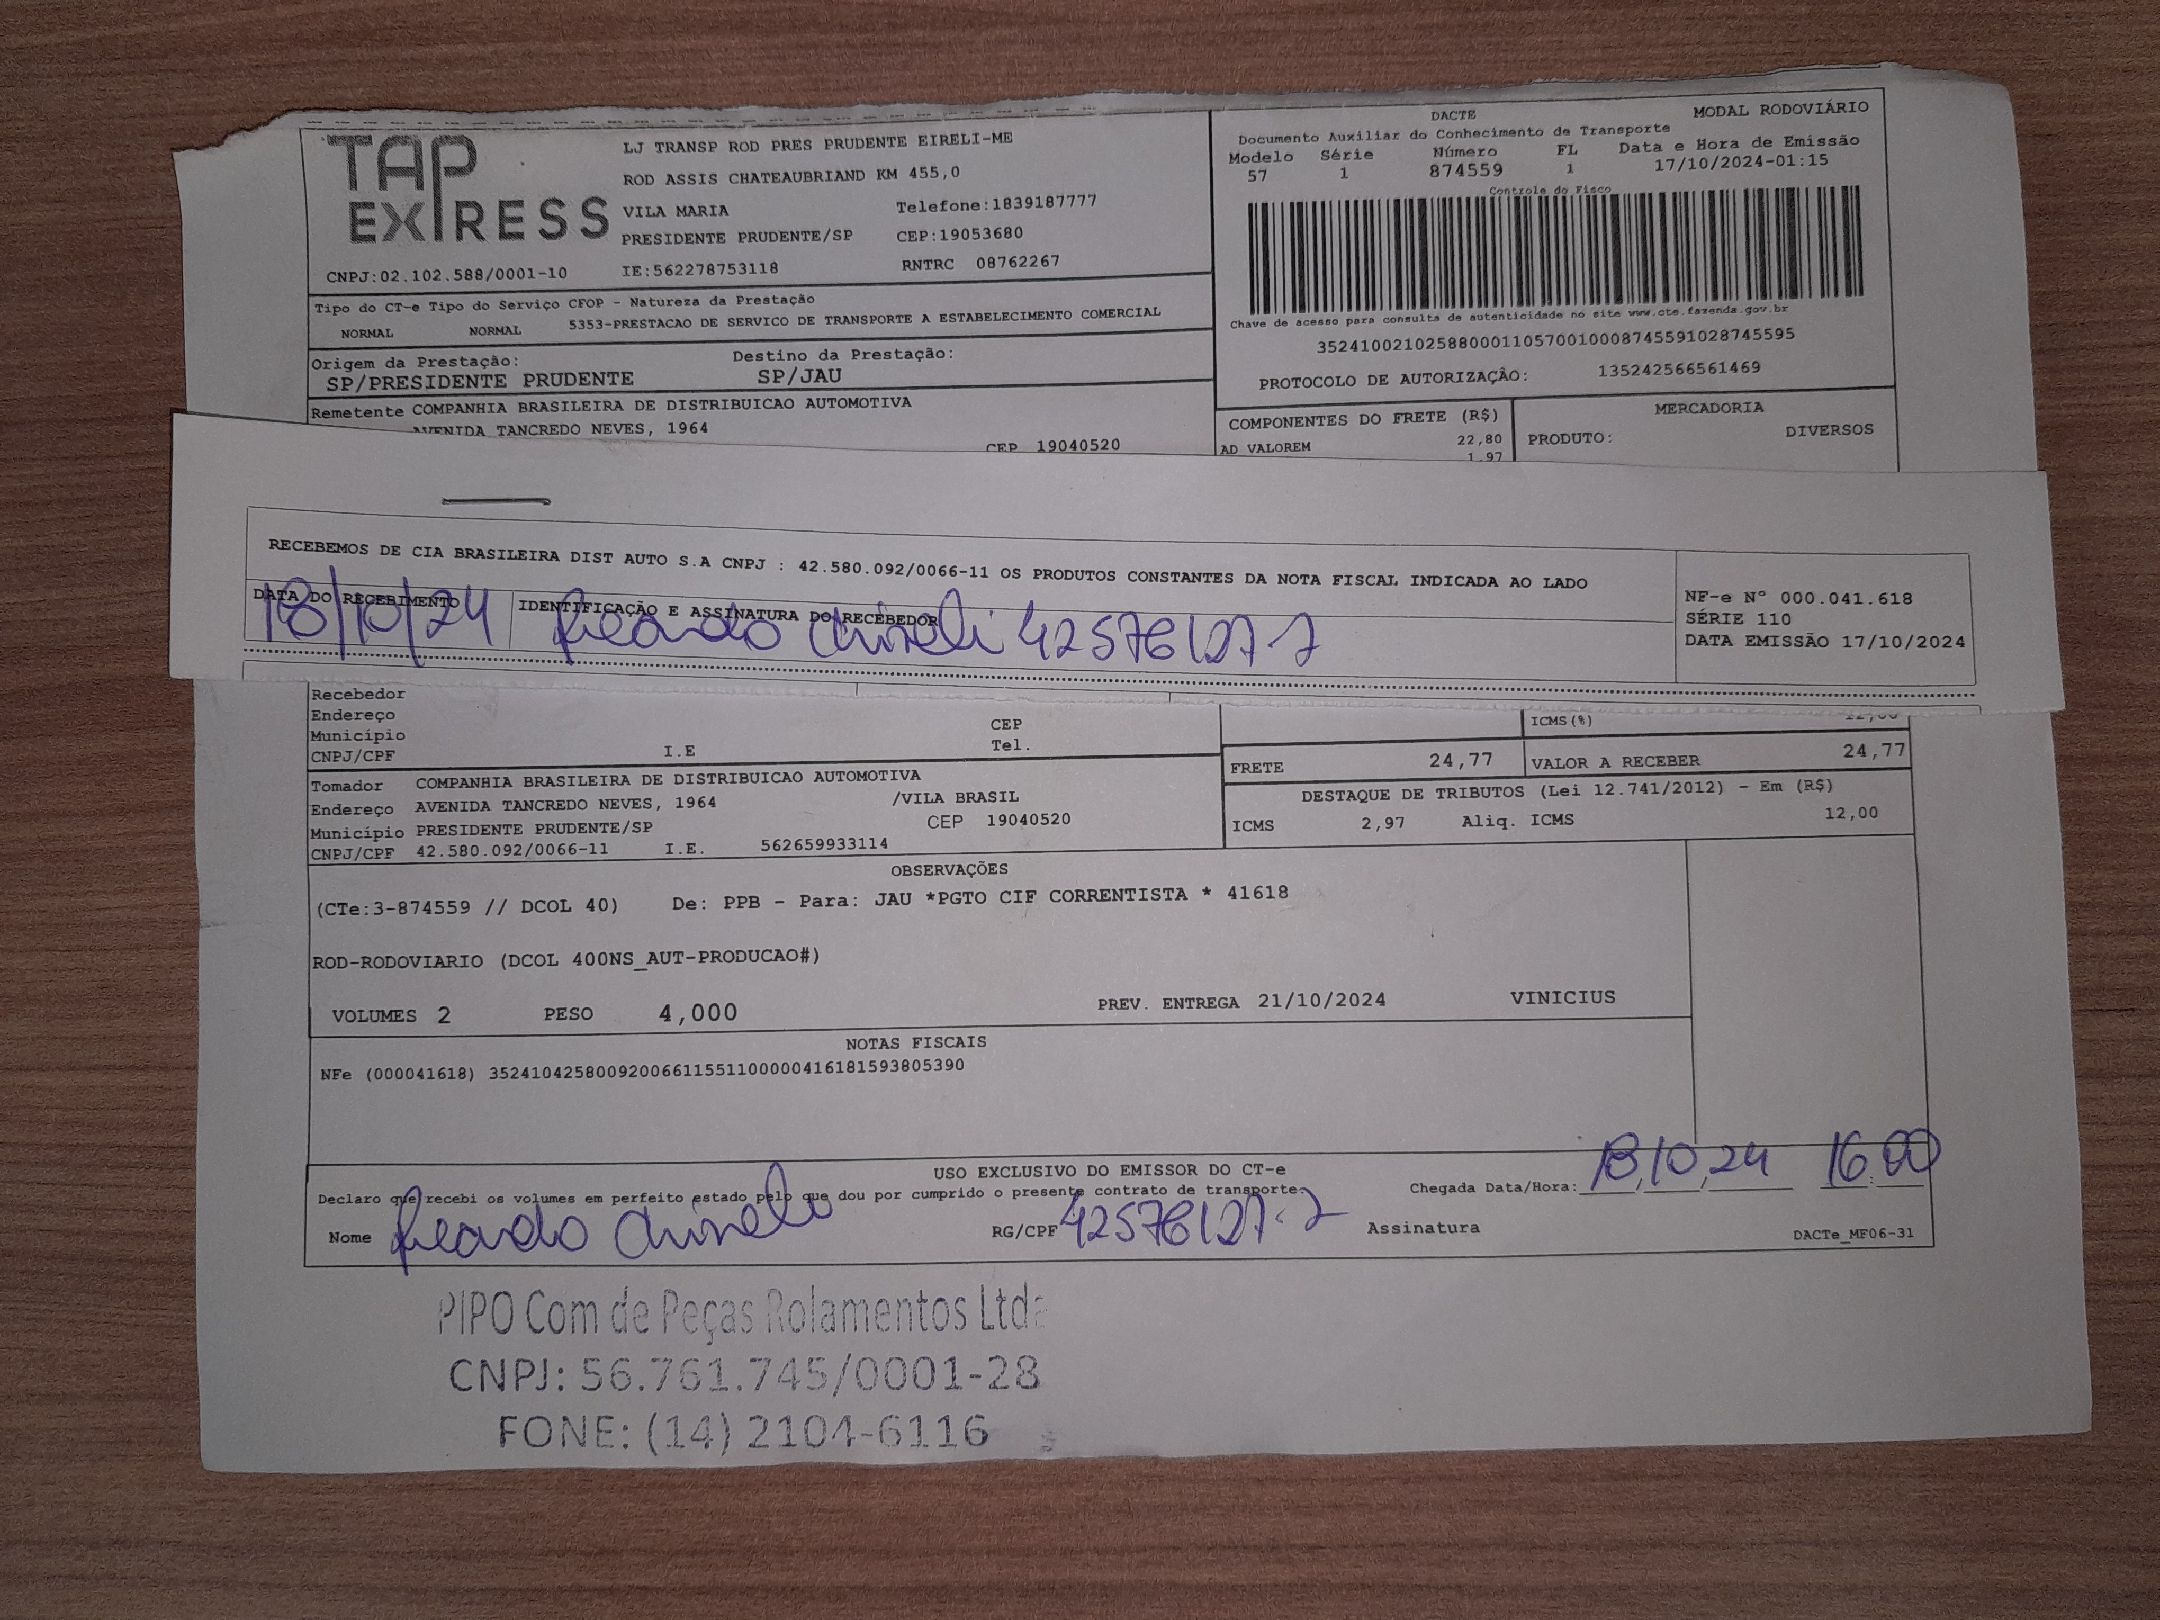 TAP EXPRESS
LJ TRANSP ROD PRES PRUDENTE EIRELI-ME
ROD ASSIS CHATEAUBRIAND KM 455,0
VILA MARIA Telefone:1839187777
PRESIDENTE PRUDENTE/SP CEP:19053680
CNPJ:02.102.588/0001-10 IE:562278753118 RNTRC 08762267
DACTE MODAL RODOVIÁRIO
Documento Auxiliar do Conhecimento de Transporte
Modelo Série Número FL Data e Hora de Emissão
57 1 874559 1 17/10/2024-01:15
Controle do Fisco
Chave de acesso para consulta de autenticidade no site www.cte.fazenda.gov.br
35241002102588000110570010008745591028745595
PROTOCOLO DE AUTORIZAÇÃO: 135242566561469
Tipo do CT-e Tipo do Serviço CFOP - Natureza da Prestação
NORMAL NORMAL 5353-PRESTACAO DE SERVICO DE TRANSPORTE A ESTABELECIMENTO COMERCIAL
Origem da Prestação: Destino da Prestação:
SP/PRESIDENTE PRUDENTE SP/JAU
Remetente COMPANHIA BRASILEIRA DE DISTRIBUICAO AUTOMOTIVA
AVENIDA TANCREDO NEVES, 1964
CEP 19040520
COMPONENTES DO FRETE (R$) MERCADORIA
AD VALOREM 22,80 PRODUTO: DIVERSOS
1,97
RECEBEMOS DE CIA BRASILEIRA DIST AUTO S.A CNPJ : 42.580.092/0066-11 OS PRODUTOS CONSTANTES DA NOTA FISCAL INDICADA AO LADO
DATA DO RECEBIMENTO IDENTIFICAÇÃO E ASSINATURA DO RECEBEDOR
18/10/24 42576127-7
NF-e Nº 000.041.618
SÉRIE 110
DATA EMISSÃO 17/10/2024
Recebedor
Endereço CEP
Município Tel.
CNPJ/CPF I.E
ICMS(%) 12,00
FRETE 24,77 VALOR A RECEBER 24,77
Tomador COMPANHIA BRASILEIRA DE DISTRIBUICAO AUTOMOTIVA
Endereço AVENIDA TANCREDO NEVES, 1964 /VILA BRASIL
Município PRESIDENTE PRUDENTE/SP CEP 19040520
CNPJ/CPF 42.580.092/0066-11 I.E. 562659933114
DESTAQUE DE TRIBUTOS (Lei 12.741/2012) - Em (R$)
ICMS 2,97 Aliq. ICMS 12,00
OBSERVAÇÕES
(CTe:3-874559 // DCOL 40) De: PPB - Para: JAU *PGTO CIF CORRENTISTA * 41618
ROD-RODOVIARIO (DCOL 400NS_AUT-PRODUCAO#)
VOLUMES 2 PESO 4,000 PREV. ENTREGA 21/10/2024 VINICIUS
NOTAS FISCAIS
NFe (000041618) 35241042580092006611551100000416181593805390
USO EXCLUSIVO DO EMISSOR DO CT-e
Declaro que recebi os volumes em perfeito estado pelo que dou por cumprido o presente contrato de transporte.
Chegada Data/Hora: 18,10,24 16:00
Nome RG/CPF 42576127-7 Assinatura
DACTe_MF06-31
PIPO Com de Peças Rolamentos Ltda
CNPJ: 56.761.745/0001-28
FONE: (14) 2104-6116